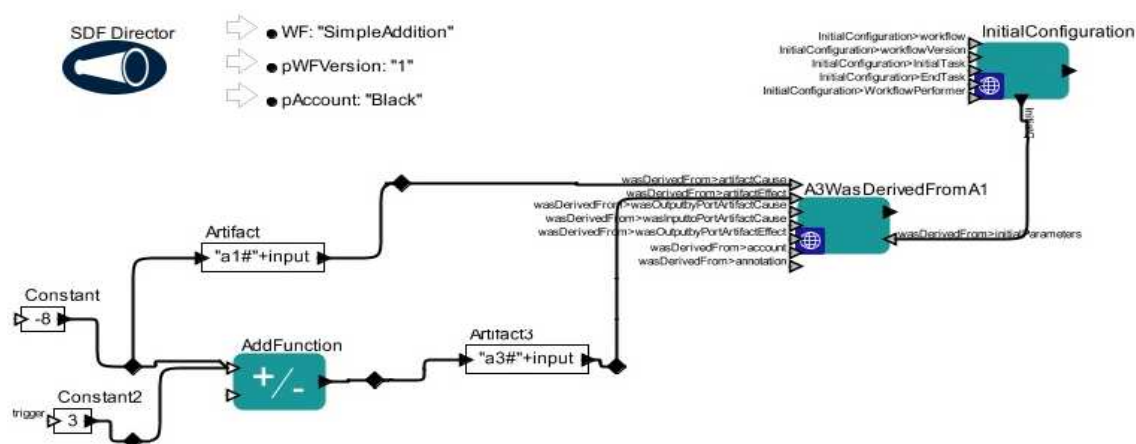 SDF Director
WF: "SimpleAddition"
pWFVersion: "1"
pAccount: "Black"
InitialConfiguration
InitialConfiguration>workflow
InitialConfiguration>workflowVersion
InitialConfiguration>InitialTask
InitialConfiguration>EndTask
InitialConfiguration>WorkflowPerformer
A3WasDerivedFromA1
wasDerivedFrom>artifactCause
wasDerivedFrom>artifactEffect
wasDerivedFrom>wasOutputbyPortArtifactCause
wasDerivedFrom>wasInputtoPortArtifactCause
wasDerivedFrom>wasOutputbyPortArtifactEffect
wasDerivedFrom>account
wasDerivedFrom>annotation
wasDerivedFrom>initialParameters
Artifact
"a1#"+input
Constant
-8
AddFunction
+/-
Artifact3
"a3#"+input
Constant2
trigger
3